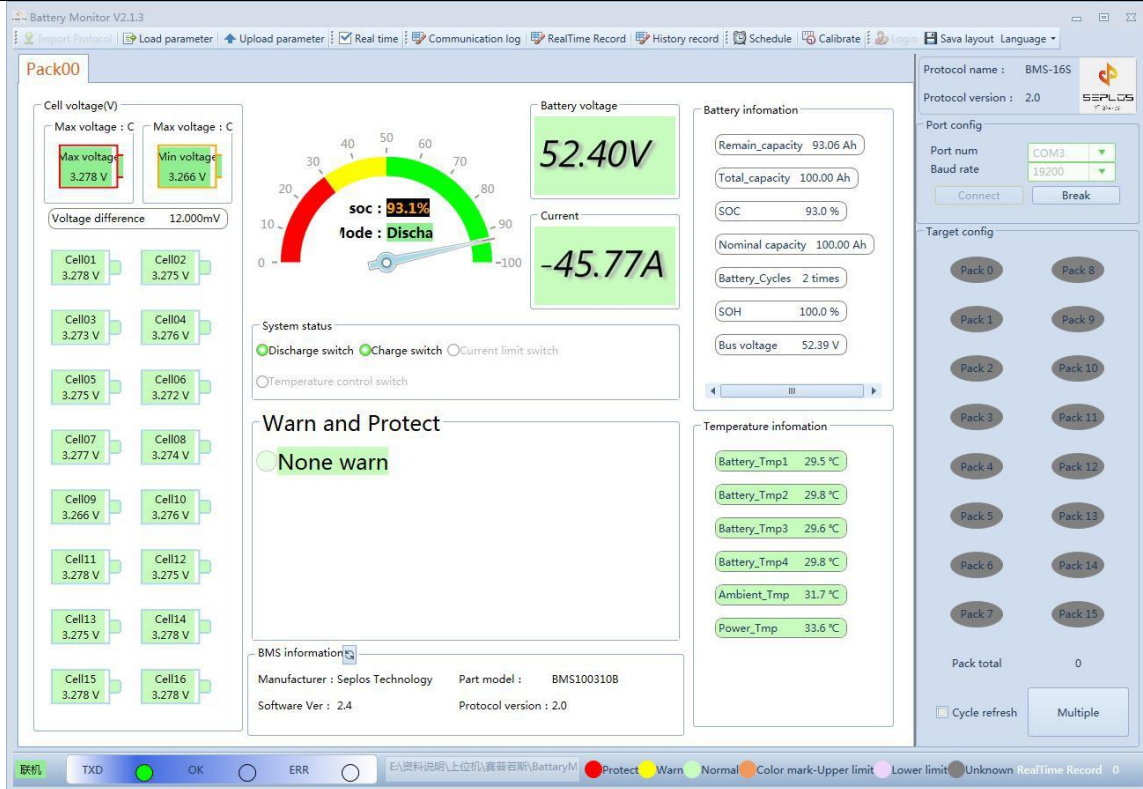 Battery Monitor V2.1.3
Import Protocol Load parameter Upload parameter Real time Communication log RealTime Record History record Schedule Calibrate Login Sava layout Language
Pack00
Cell voltage(V)
Max voltage : C Max voltage : C
Max voltage Min voltage
3.278 V 3.266 V
Voltage difference 12.000mV
Cell01 Cell02
3.278 V 3.275 V
Cell03 Cell04
3.273 V 3.276 V
Cell05 Cell06
3.275 V 3.272 V
Cell07 Cell08
3.277 V 3.274 V
Cell09 Cell10
3.266 V 3.276 V
Cell11 Cell12
3.278 V 3.275 V
Cell13 Cell14
3.275 V 3.278 V
Cell15 Cell16
3.278 V 3.278 V
0 10 20 30 40 50 60 70 80 90 100
soc : 93.1%
Mode : Discha
Battery voltage
52.40V
Current
-45.77A
System status
Discharge switch Charge switch Current limit switch
Temperature control switch
Warn and Protect
None warn
BMS information
Manufacturer : Seplos Technology Part model : BMS100310B
Software Ver : 2.4 Protocol version : 2.0
Battery infomation
Remain_capacity 93.06 Ah
Total_capacity 100.00 Ah
SOC 93.0 %
Nominal capacity 100.00 Ah
Battery_Cycles 2 times
SOH 100.0 %
Bus voltage 52.39 V
Temperature infomation
Battery_Tmp1 29.5 ℃
Battery_Tmp2 29.8 ℃
Battery_Tmp3 29.6 ℃
Battery_Tmp4 29.8 ℃
Ambient_Tmp 31.7 ℃
Power_Tmp 33.6 ℃
Protocol name : BMS-16S
Protocol version : 2.0
SEPLOS
Port config
Port num COM3
Baud rate 19200
Connect Break
Target config
Pack 0 Pack 8
Pack 1 Pack 9
Pack 2 Pack 10
Pack 3 Pack 11
Pack 4 Pack 12
Pack 5 Pack 13
Pack 6 Pack 14
Pack 7 Pack 15
Pack total 0
Cycle refresh Multiple
联机 TXD OK ERR E:\资料说明\上位机\赛普若斯\BattaryM Protect Warn Normal Color mark-Upper limit Lower limit Unknown RealTime Record 0